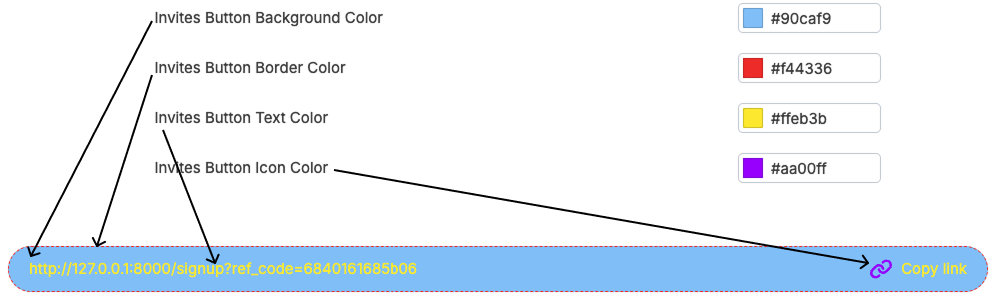 Invites Button Background Color #90caf9
Invites Button Border Color #f44336
Invites Button Text Color #ffeb3b
Invites Button Icon Color #aa00ff
http://127.0.0.1:8000/signup?ref_code=6840161685b06 Copy link